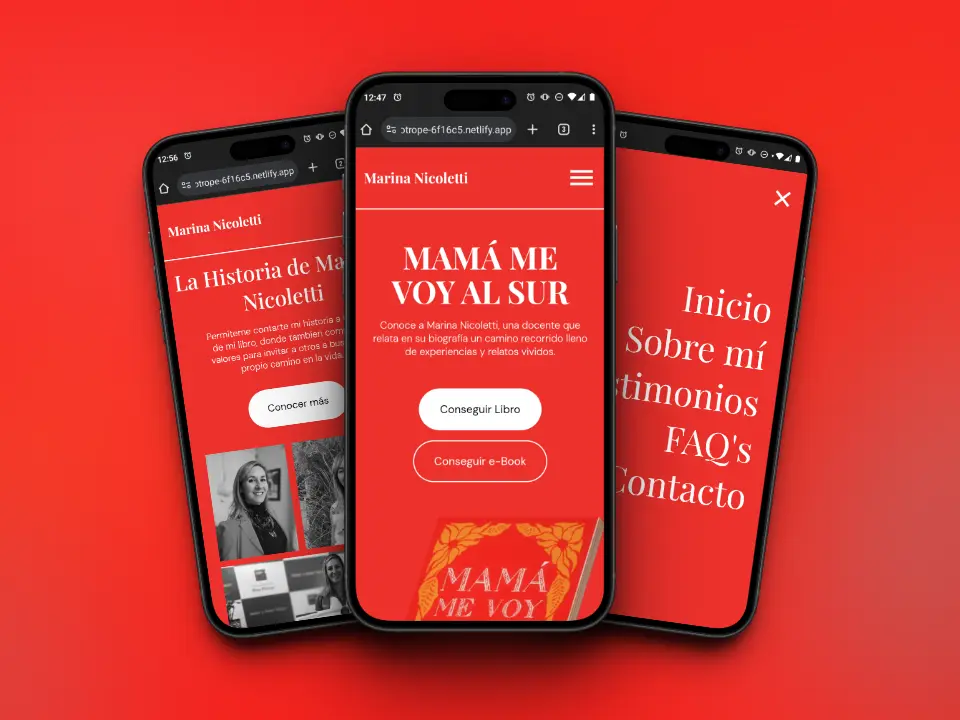 12:56
otrope-6f16c5.netlify.app
2
Marina Nicoletti
La Historia de Ma
Nicoletti
Permíteme contarte mi historia a
de mi libro, donde tambien
valores para invitar a otros a
propio camino en la vida.
Conocer más
12:47
otrope-6f16c5.netlify.app
3
Marina Nicoletti
MAMÁ ME
VOY AL SUR
Conoce a Marina Nicoletti, una docente que
relata en su biografía un camino recorrido lleno
de experiencias y relatos vividos.
Conseguir Libro
Conseguir e-Book
MAMÁ
ME VOY
Inicio
Sobre mí
stimonios
FAQ's
Contacto